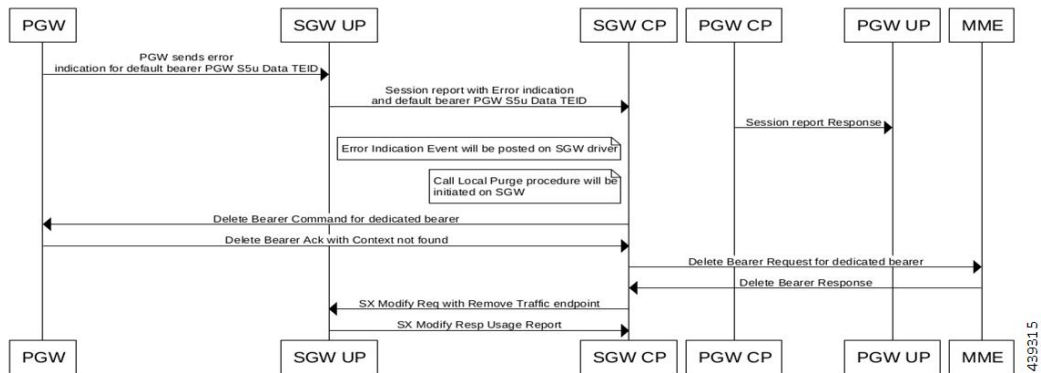 PGW SGW UP SGW CP PGW CP PGW UP MME
PGW sends error
indication for default bearer PGW S5u Data TEID
Session report with Error indication
and default bearer PGW S5u Data TEID
Session report Response
Error Indication Event will be posted on SGW driver
Call Local Purge procedure will be
initiated on SGW
Delete Bearer Command for dedicated bearer
Delete Bearer Ack with Context not found
Delete Bearer Request for dedicated bearer
Delete Bearer Response
SX Modify Req with Remove Traffic endpoint
SX Modify Resp Usage Report
PGW SGW UP SGW CP PGW CP PGW UP MME
439315